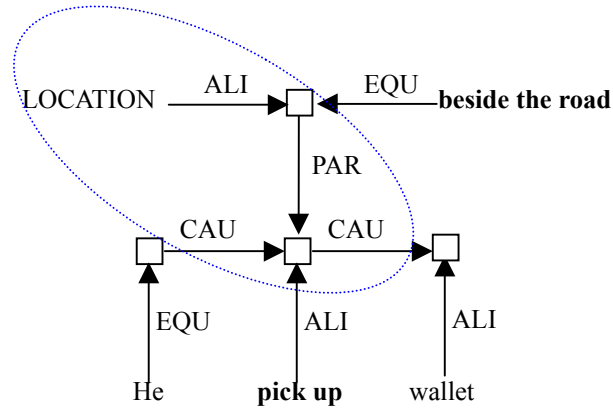 ALI EQU
LOCATION beside the road
PAR
CAU CAU
EQU ALI ALI
He pick up wallet